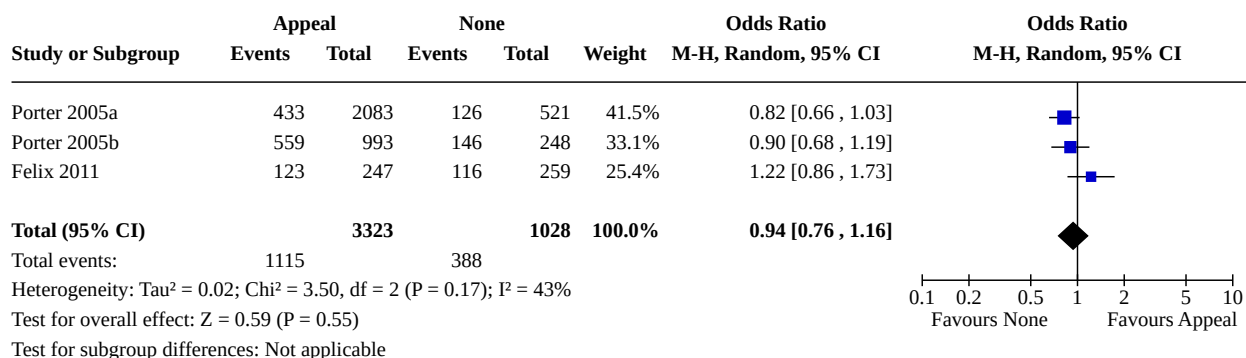 Appeal None Odds Ratio Odds Ratio
Study or Subgroup Events Total Events Total Weight M-H, Random, 95% CI M-H, Random, 95% CI
Porter 2005a 433 2083 126 521 41.5% 0.82 [0.66 , 1.03]
Porter 2005b 559 993 146 248 33.1% 0.90 [0.68 , 1.19]
Felix 2011 123 247 116 259 25.4% 1.22 [0.86 , 1.73]
Total (95% CI) 3323 1028 100.0% 0.94 [0.76 , 1.16]
Total events: 1115 388
Heterogeneity: Tau² = 0.02; Chi² = 3.50, df = 2 (P = 0.17); I² = 43%
0.1 0.2 0.5 1 2 5 10
Test for overall effect: Z = 0.59 (P = 0.55)
Favours None Favours Appeal
Test for subgroup differences: Not applicable